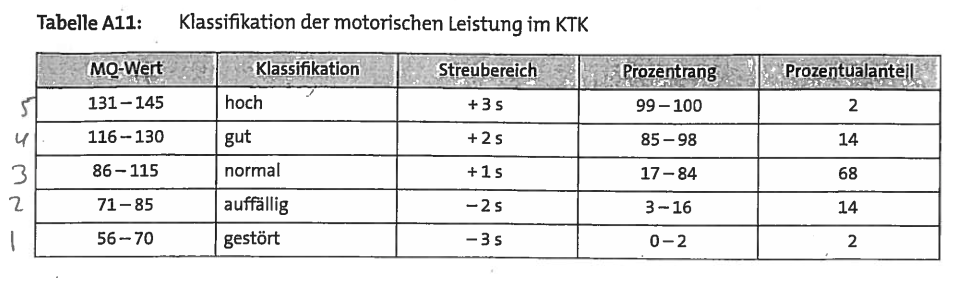 Tabelle A11: Klassifikation der motorischen Leistung im KTK
MQ-Wert Klassifikation Streubereich Prozentrang Prozentualanteil
5 131 – 145 hoch + 3 s 99 – 100 2
4 116 – 130 gut + 2 s 85 – 98 14
3 86 – 115 normal + 1 s 17 – 84 68
2 71 – 85 auffällig – 2 s 3 – 16 14
1 56 – 70 gestört – 3 s 0 – 2 2